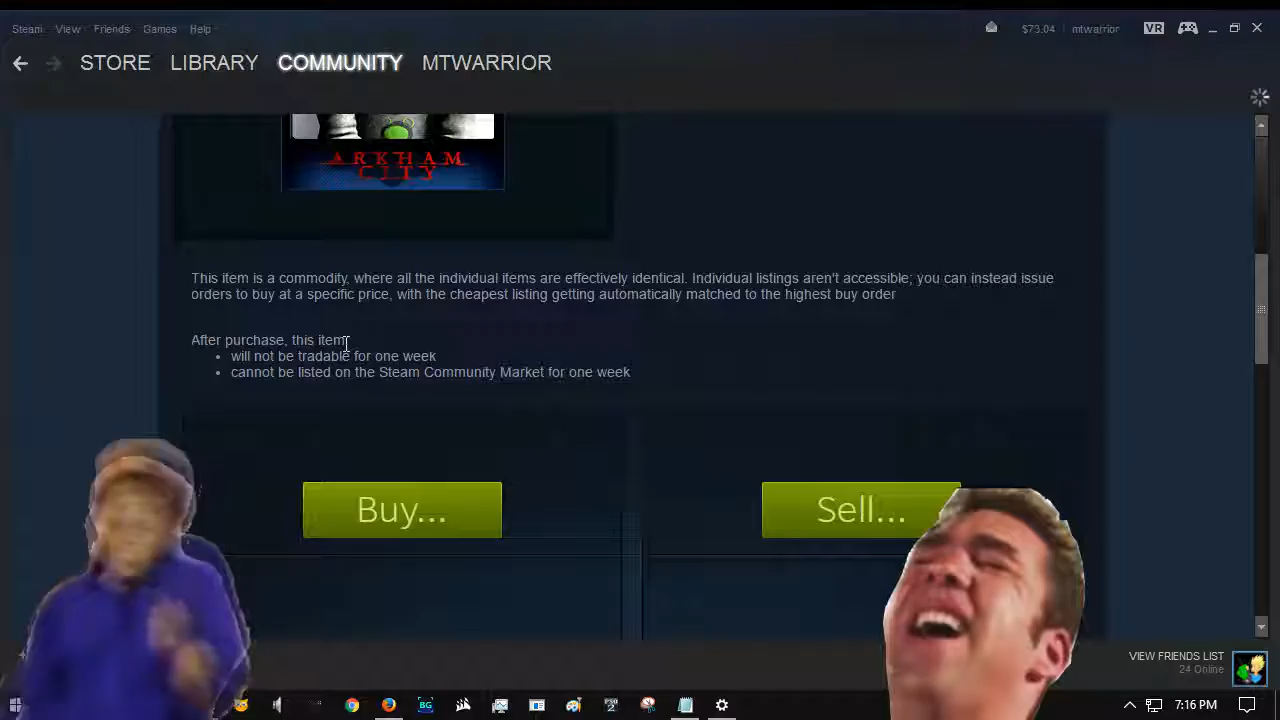 Steam View Friends Games Help $73.04 mtwarrior VR
STORE LIBRARY COMMUNITY MTWARRIOR
ARKHAM
CITY
This item is a commodity, where all the individual items are effectively identical. Individual listings aren't accessible; you can instead issue
orders to buy at a specific price, with the cheapest listing getting automatically matched to the highest buy order
After purchase, this item:
• will not be tradable for one week
• cannot be listed on the Steam Community Market for one week
Buy... Sell...
VIEW FRIENDS LIST
24 Online
BG
7:16 PM